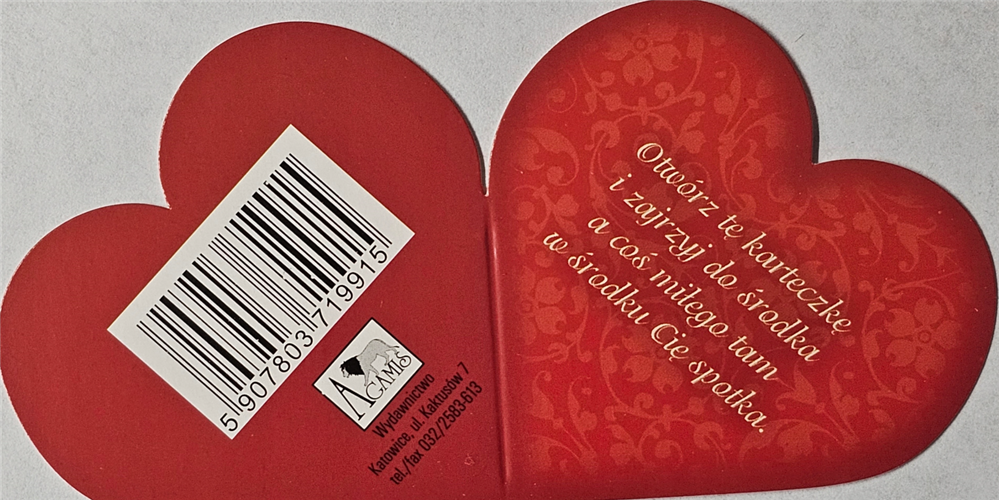 5 907803 719915
AGAMIS
Wydawnictwo
Katowice, ul. Kaktusów 7
tel./fax 032/2583-613
Otwórz tę karteczkę
i zajrzyj do środka
a coś miłego tam
w środku Cię spotka.